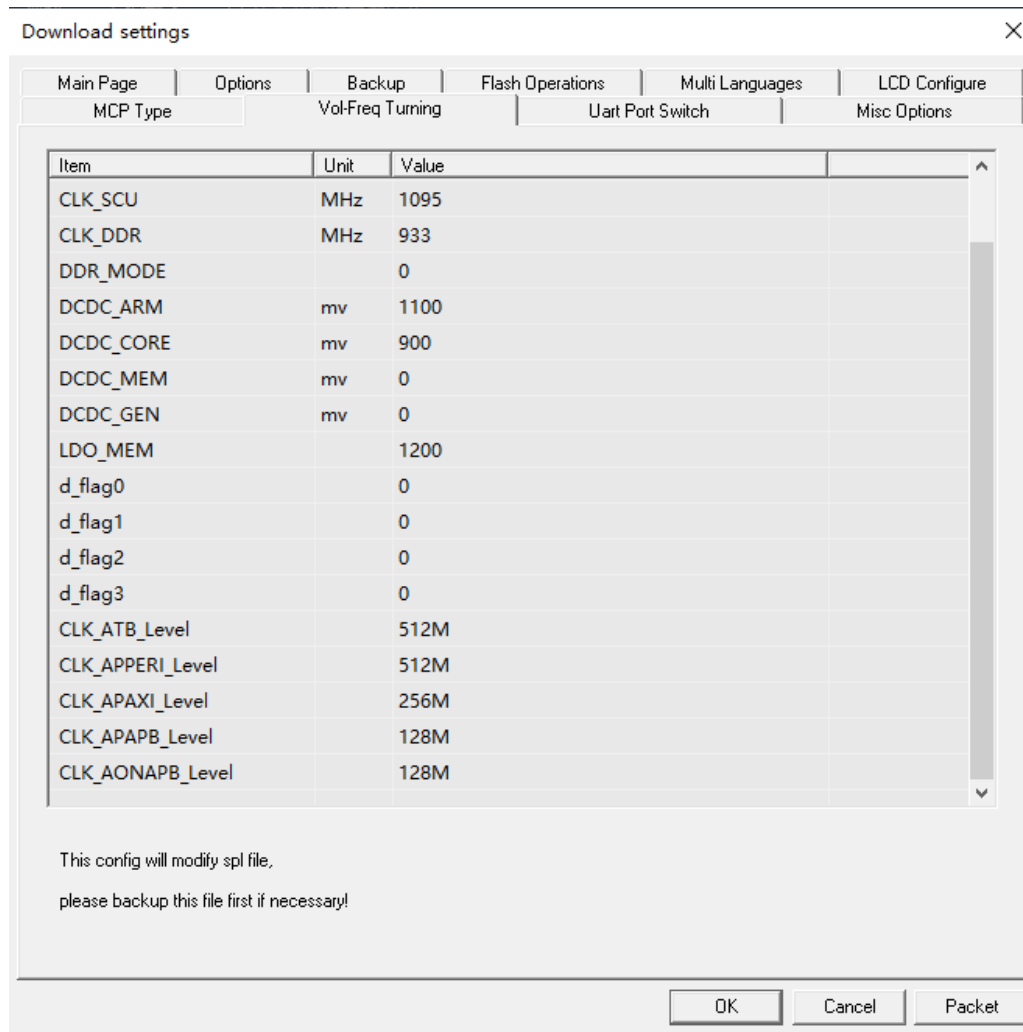 Download settings
Main Page Options Backup Flash Operations Multi Languages LCD Configure
MCP Type Vol-Freq Turning Uart Port Switch Misc Options
Item Unit Value
CLK_SCU MHz 1095
CLK_DDR MHz 933
DDR_MODE 0
DCDC_ARM mv 1100
DCDC_CORE mv 900
DCDC_MEM mv 0
DCDC_GEN mv 0
LDO_MEM 1200
d_flag0 0
d_flag1 0
d_flag2 0
d_flag3 0
CLK_ATB_Level 512M
CLK_APPERI_Level 512M
CLK_APAXI_Level 256M
CLK_APAPB_Level 128M
CLK_AONAPB_Level 128M
This config will modify spl file,
please backup this file first if necessary!
OK Cancel Packet